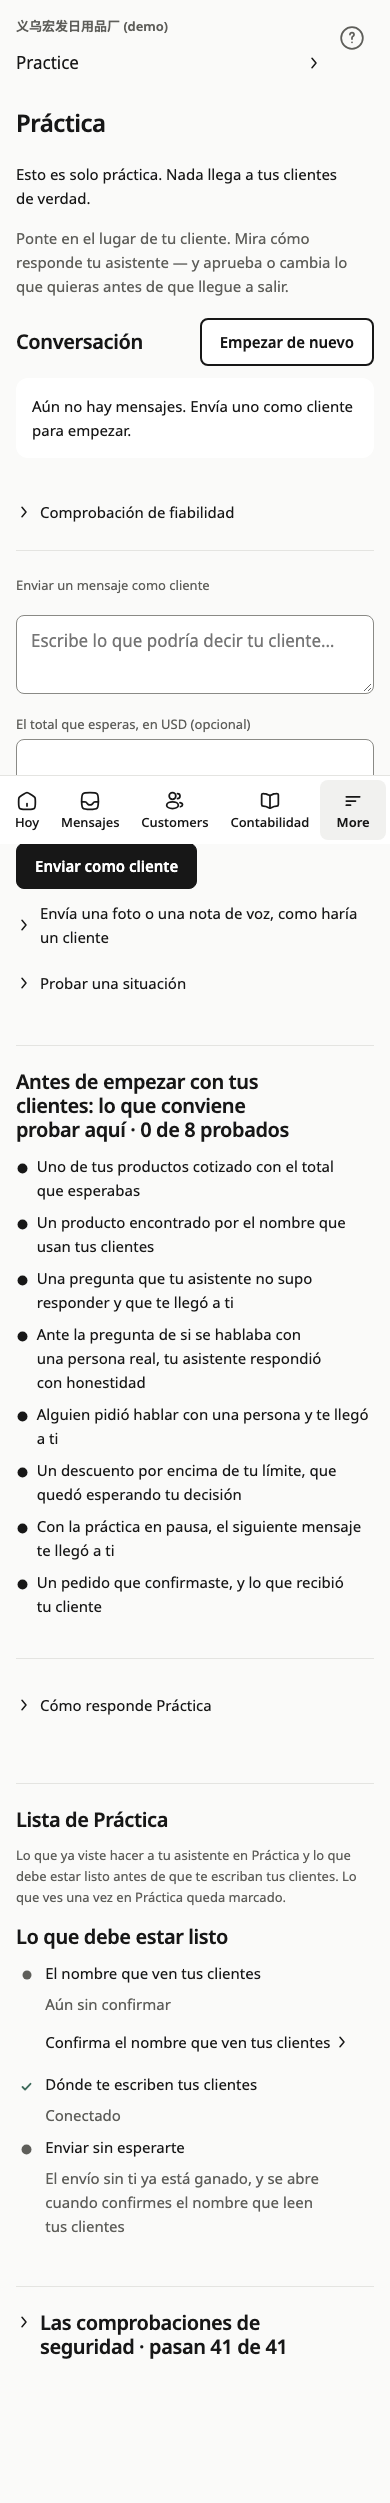 义乌宏发日用品厂 (demo)
Practice
Práctica
Esto es solo práctica. Nada llega a tus clientes
de verdad.
Ponte en el lugar de tu cliente. Mira cómo
responde tu asistente — y aprueba o cambia lo
que quieras antes de que llegue a salir.
Conversación
Empezar de nuevo
Aún no hay mensajes. Envía uno como cliente
para empezar.
Comprobación de fiabilidad
Enviar un mensaje como cliente
Escribe lo que podría decir tu cliente...
El total que esperas, en USD (opcional)
Hoy
Mensajes
Customers
Contabilidad
More
Enviar como cliente
Envía una foto o una nota de voz, como haría
un cliente
Probar una situación
Antes de empezar con tus
clientes: lo que conviene
probar aquí · 0 de 8 probados
Uno de tus productos cotizado con el total
que esperabas
Un producto encontrado por el nombre que
usan tus clientes
Una pregunta que tu asistente no supo
responder y que te llegó a ti
Ante la pregunta de si se hablaba con
una persona real, tu asistente respondió
con honestidad
Alguien pidió hablar con una persona y te llegó
a ti
Un descuento por encima de tu límite, que
quedó esperando tu decisión
Con la práctica en pausa, el siguiente mensaje
te llegó a ti
Un pedido que confirmaste, y lo que recibió
tu cliente
Cómo responde Práctica
Lista de Práctica
Lo que ya viste hacer a tu asistente en Práctica y lo que
debe estar listo antes de que te escriban tus clientes. Lo
que ves una vez en Práctica queda marcado.
Lo que debe estar listo
El nombre que ven tus clientes
Aún sin confirmar
Confirma el nombre que ven tus clientes
Dónde te escriben tus clientes
Conectado
Enviar sin esperarte
El envío sin ti ya está ganado, y se abre
cuando confirmes el nombre que leen
tus clientes
Las comprobaciones de
seguridad · pasan 41 de 41